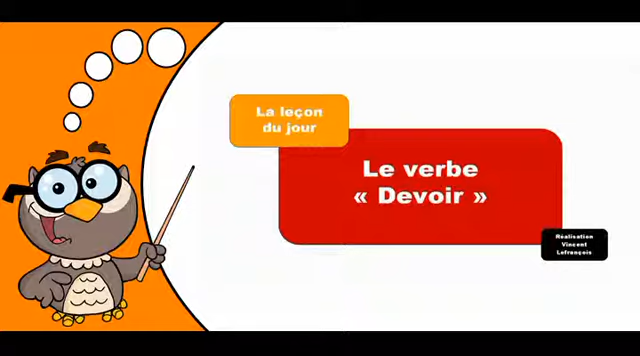 La leçon
du jour
Le verbe
« Devoir »
Réalisation
Vincent
Lefrançois